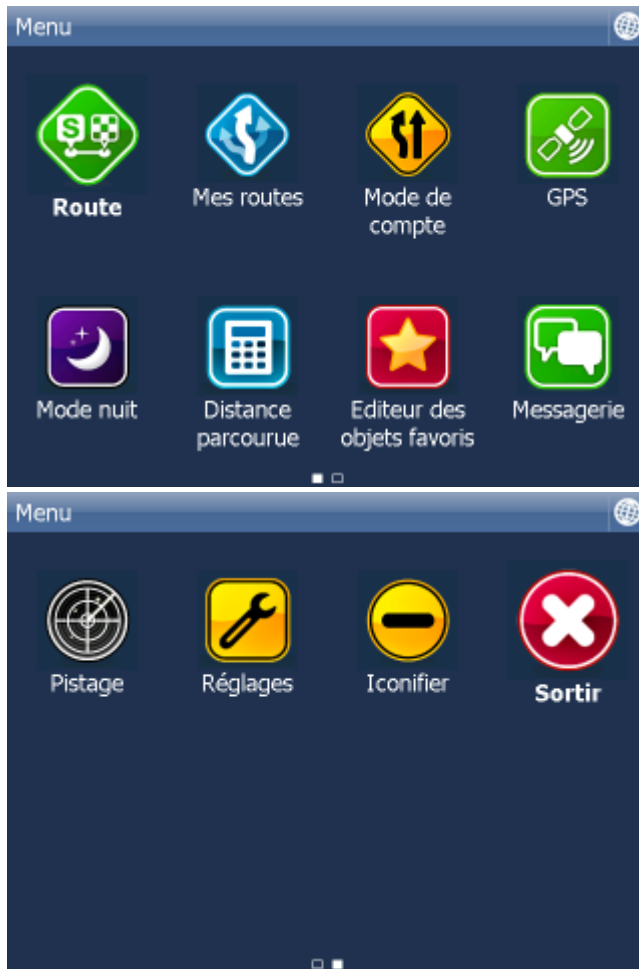 Menu
S
Route
Mes routes
Mode de
compte
GPS
Mode nuit
Distance
parcourue
Editeur des
objets favoris
Messagerie
Menu
Pistage
Réglages
Iconifier
Sortir